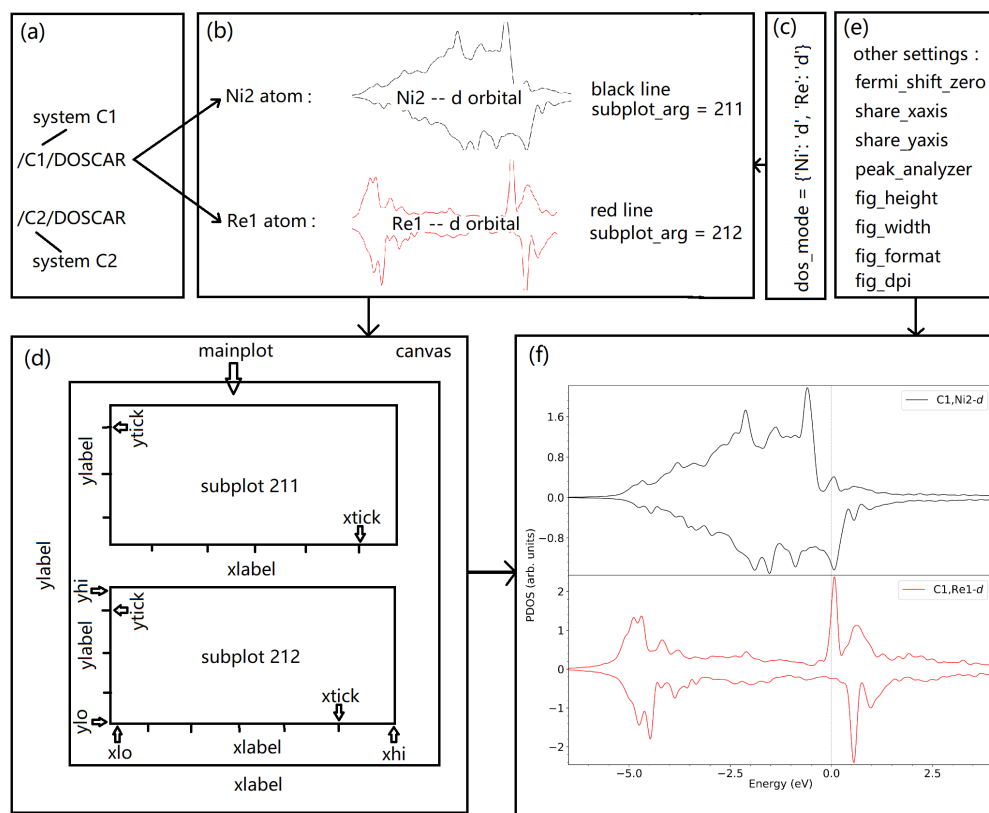 (a)
system C1
/C1/DOSCAR
/C2/DOSCAR
system C2
(b)
Ni2 atom :
Ni2 -- d orbital
black line
subplot_arg = 211
Re1 atom :
Re1 -- d orbital
red line
subplot_arg = 212
(c)
dos_mode = {'Ni': 'd', 'Re': 'd'}
(e)
other settings :
fermi_shift_zero
share_xaxis
share_yaxis
peak_analyzer
fig_height
fig_width
fig_format
fig_dpi
(d)
mainplot
canvas
ylabel
ylabel
ytick
subplot 211
xtick
xlabel
yhi
ytick
ylabel
subplot 212
ylo
xtick
xlo
xlabel
xhi
xlabel
(f)
C1,Ni2-d
1.6
0.8
0.0
−0.8
PDOS (arb. units)
C1,Re1-d
2
1
0
−1
−2
−5.0
−2.5
0.0
2.5
Energy (eV)